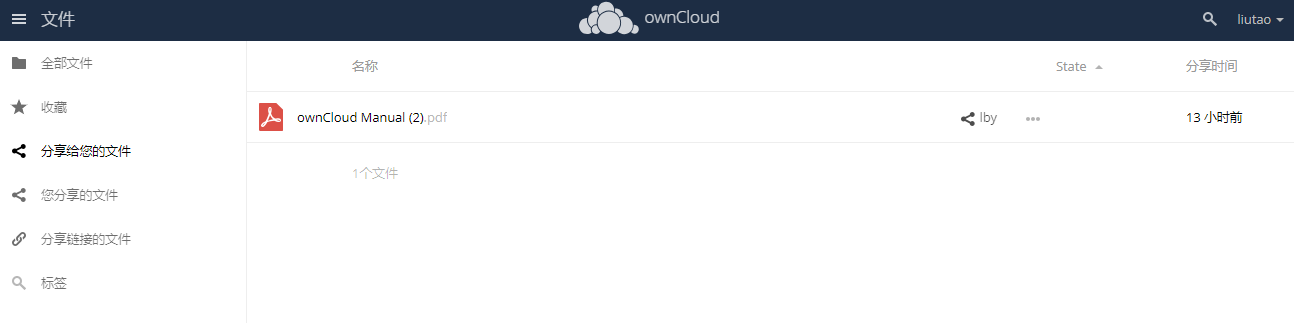 文件
ownCloud
liutao
全部文件
收藏
分享给您的文件
您分享的文件
分享链接的文件
标签
名称
State
分享时间
ownCloud Manual (2).pdf
lby
13 小时前
1个文件